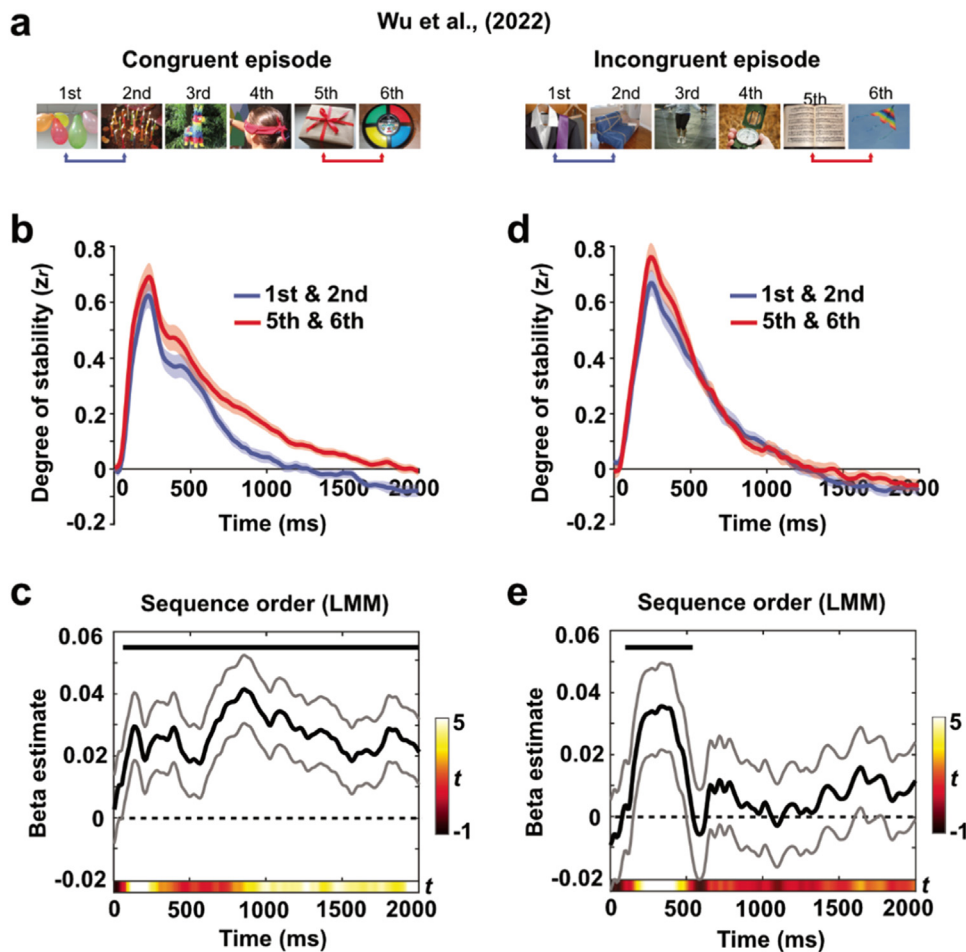 a
Wu et al., (2022)
Congruent episode
Incongruent episode
1st 2nd 3rd 4th 5th 6th
1st 2nd 3rd 4th 5th 6th
b
d
Degree of stability (zr)
0.8
0.6
0.4
0.2
0
-0.2
1st & 2nd
5th & 6th
0 500 1000 1500 2000
Time (ms)
Degree of stability (zr)
0.8
0.6
0.4
0.2
0
-0.2
1st & 2nd
5th & 6th
0 500 1000 1500 2000
Time (ms)
c
Sequence order (LMM)
Beta estimate
0.06
0.04
0.02
0
-0.02
5
t
-1
t
0 500 1000 1500 2000
Time (ms)
e
Sequence order (LMM)
Beta estimate
0.06
0.04
0.02
0
-0.02
5
t
-1
t
0 500 1000 1500 2000
Time (ms)